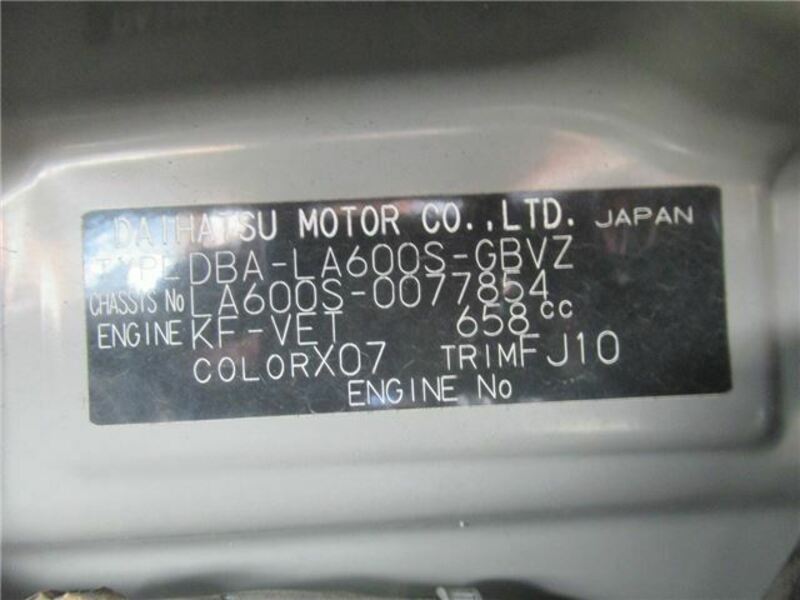 DAIHATSU MOTOR CO.,LTD. JAPAN
TYPE DBA-LA600S-GBVZ
CHASSIS No LA600S-0077854
ENGINE KF-VET 658cc
COLOR X07 TRIM FJ10
ENGINE No